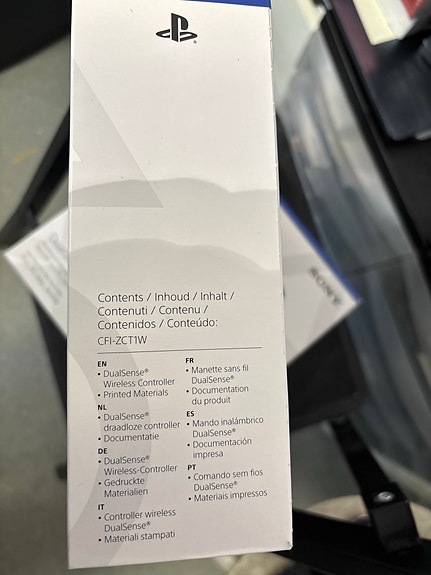 Contents / Inhoud / Inhalt /
Contenuti / Contenu /
Contenidos / Conteúdo:
CFI-ZCT1W
EN
• DualSense®
Wireless Controller
• Printed Materials
NL
• DualSense®
draadloze controller
• Documentatie
DE
• DualSense®
Wireless-Controller
• Gedruckte
Materialien
IT
• Controller wireless
DualSense®
• Materiali stampati
FR
• Manette sans fil
DualSense®
• Documentation
du produit
ES
• Mando inalámbrico
DualSense®
• Documentación
impresa
PT
• Comando sem fios
DualSense®
• Materiais impressos
SONY